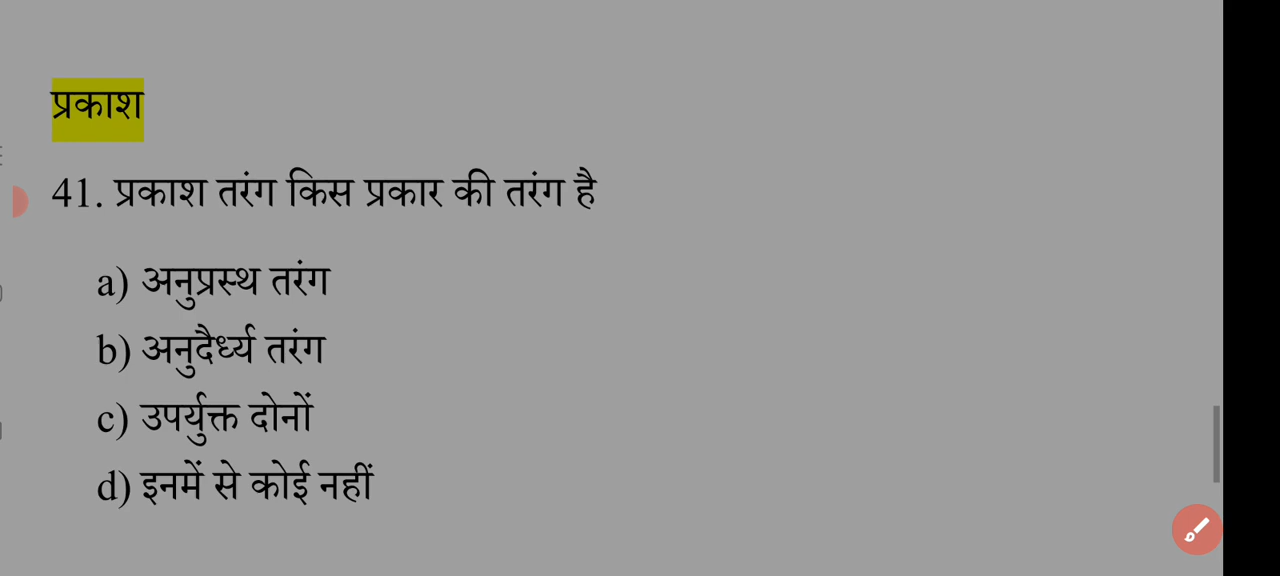 प्रकाश
41. प्रकाश तरंग किस प्रकार की तरंग है
a) अनुप्रस्थ तरंग
b) अनुदैर्ध्य तरंग
c) उपर्युक्त दोनों
d) इनमें से कोई नहीं